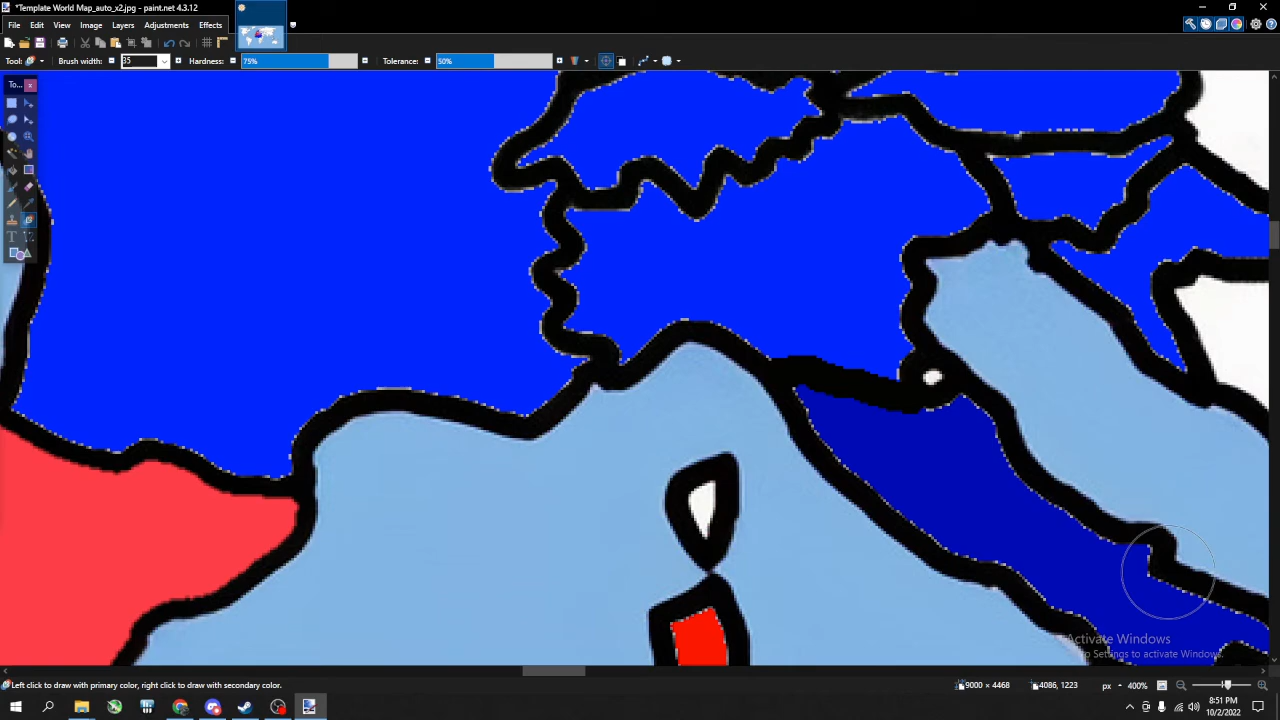 *Template World Map_auto_x2.jpg - paint.net 4.3.12
File Edit View Image Layers Adjustments Effects
Tool: Brush width: 35 Hardness: 75% Tolerance: 50%
To...
Activate Windows
to Settings to activate Windows.
Left click to draw with primary color, right click to draw with secondary color.
9000 × 4468
4086, 1223
px
400%
8:51 PM
10/2/2022